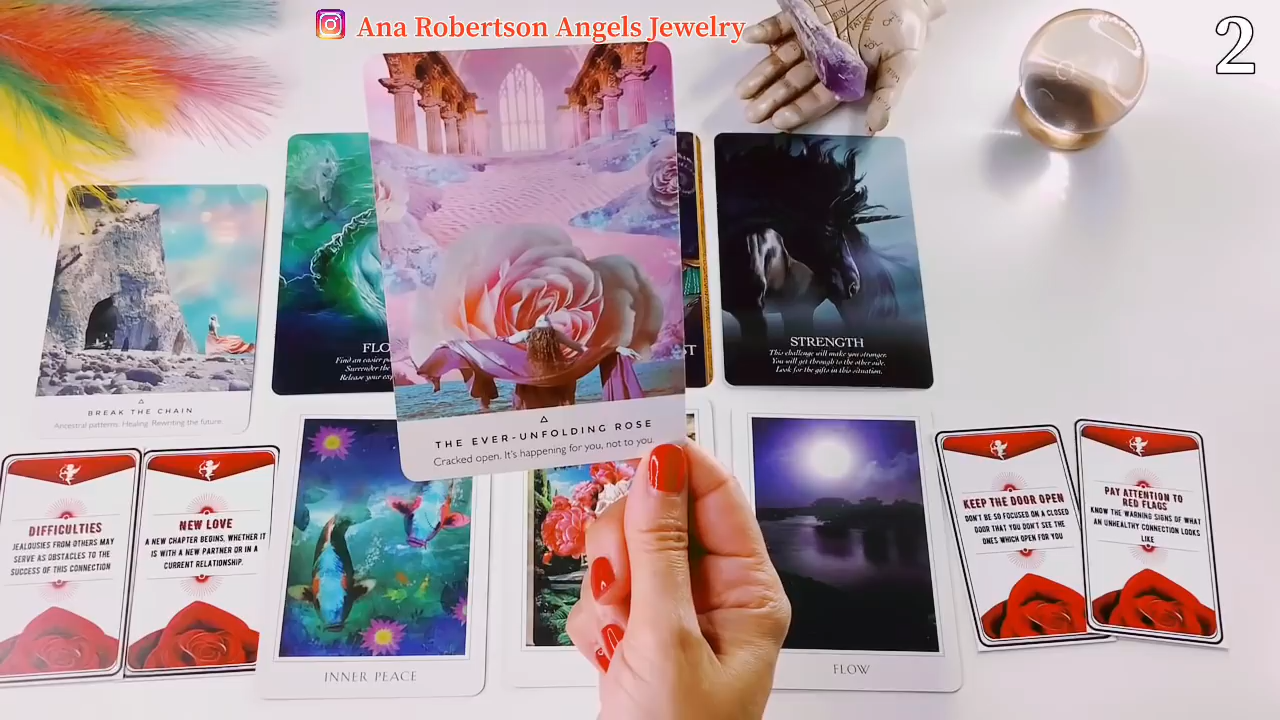 Ana Robertson Angels Jewelry
2
BREAK THE CHAIN
Ancestral patterns. Healing. Rewriting the future.
FLO
Find an easier pa
Surrender the
Release your exp
THE EVER-UNFOLDING ROSE
Cracked open. It's happening for you, not to you.
ST
STRENGTH
This challenge will make you stronger.
You will get through to the other side.
Look for the gifts in this situation.
DIFFICULTIES
JEALOUSIES FROM OTHERS MAY
SERVE AS OBSTACLES TO THE
SUCCESS OF THIS CONNECTION
NEW LOVE
A NEW CHAPTER BEGINS, WHETHER IT
IS WITH A NEW PARTNER OR IN A
CURRENT RELATIONSHIP.
INNER PEACE
FLOW
KEEP THE DOOR OPEN
DON'T BE SO FOCUSED ON A CLOSED
DOOR THAT YOU DON'T SEE THE
ONES WHICH OPEN FOR YOU
PAY ATTENTION TO
RED FLAGS
KNOW THE WARNING SIGNS OF WHAT
AN UNHEALTHY CONNECTION LOOKS
LIKE